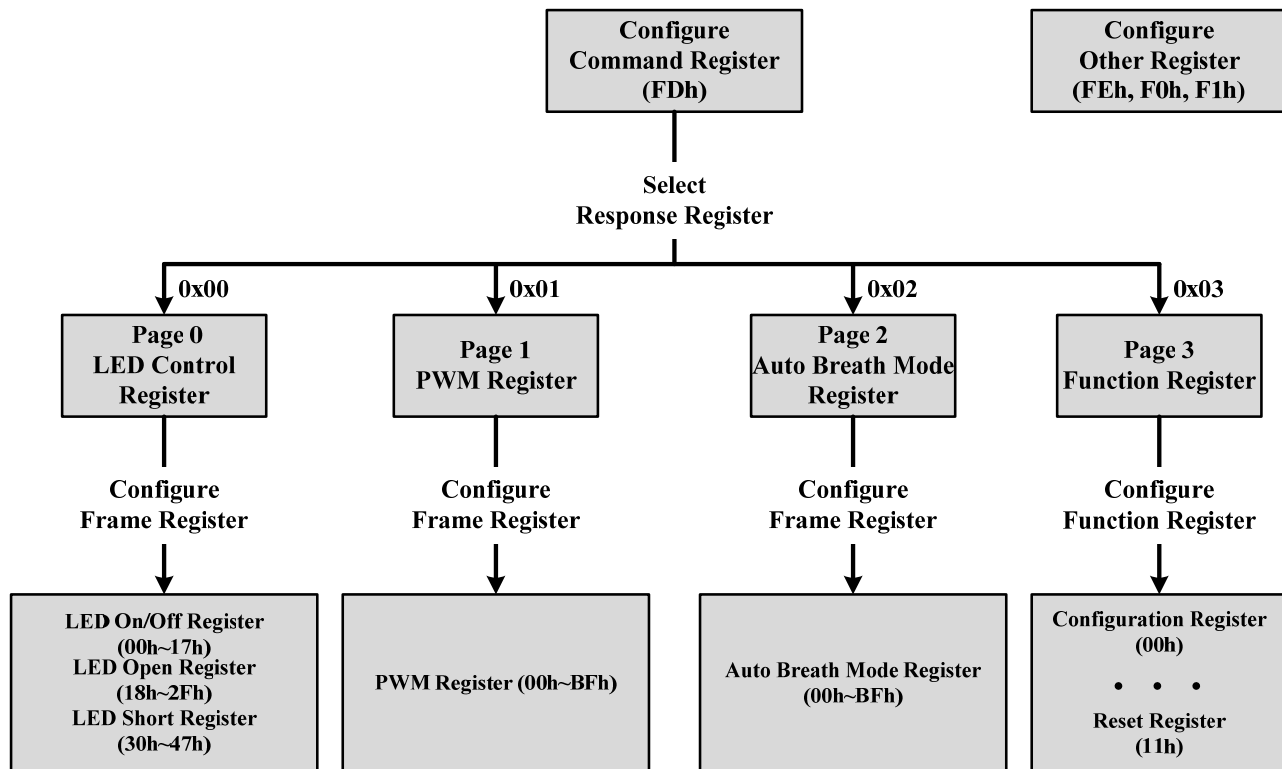 Configure
Command Register
(FDh)
Configure
Other Register
(FEh, F0h, F1h)
Select
Response Register
0x00
0x01
0x02
0x03
Page 0
LED Control
Register
Page 1
PWM Register
Page 2
Auto Breath Mode
Register
Page 3
Function Register
Configure
Frame Register
Configure
Frame Register
Configure
Frame Register
Configure
Function Register
LED On/Off Register
(00h~17h)
LED Open Register
(18h~2Fh)
LED Short Register
(30h~47h)
PWM Register (00h~BFh)
Auto Breath Mode Register
(00h~BFh)
Configuration Register
(00h)
• • •
Reset Register
(11h)